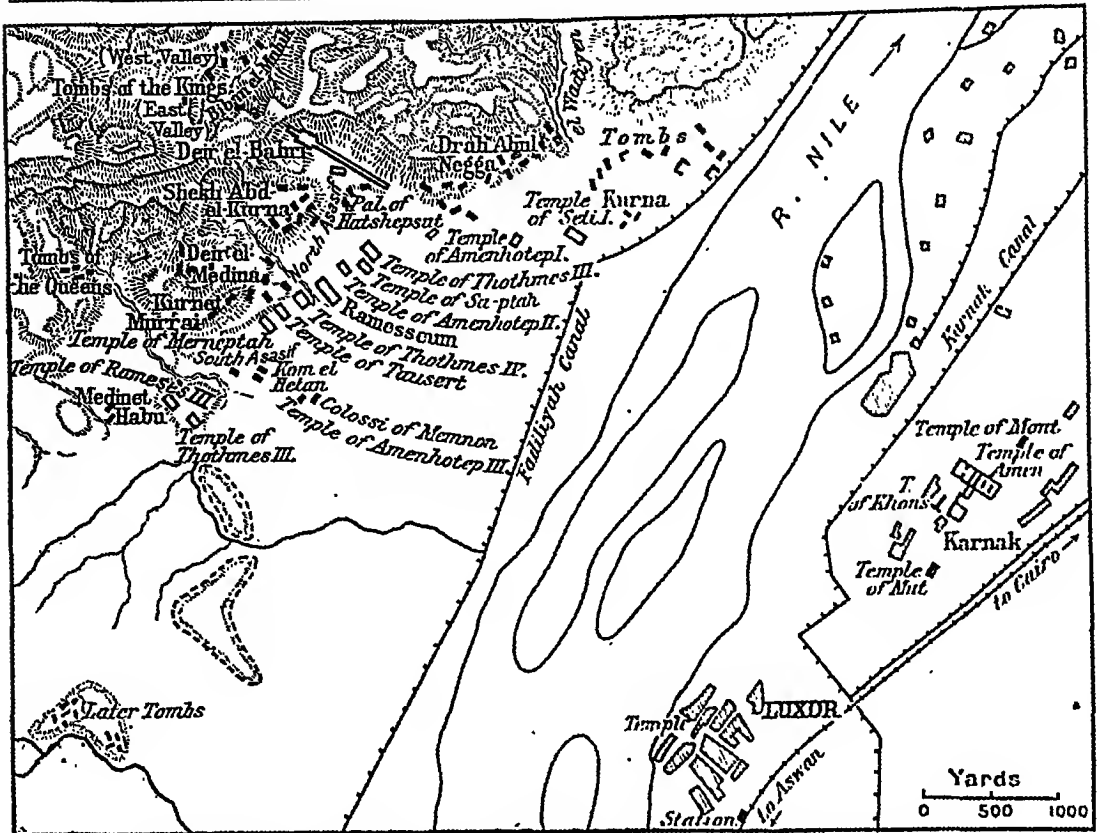 (West Valley)
Tombs of the Kings
(East
Valley)
el Wadigen
Tombs
Deir el-Bahri
Drah Abul
Negga
R. NILE
Shekh Abd
el Kurna
Pal. of
Hatshepsut
North Asasif
Temple
of Seti I.
Kurna
Temple
of Amenhotep I.
Temple of Thothmes III.
Temple of Sa-ptah
Temple of Amenhotep II.
Ramesseum
Temple of Thothmes IV.
Temple of Tausert
Tombs of
the Queens
Deir el
Medina
Kurnet
Murrai
Temple of Merneptah
South Asasif
Kom el
Hetan
Temple of Rameses III
Medinet
Habu
Colossi of Memnon
Temple of Amenhotep III.
Temple of
Thothmes III.
Fadiliyah Canal
Karnak Canal
Temple of Mont.
Temple of
Amen
T.
of Khons
Karnak
Temple
of Mut.
to Cairo
Later Tombs
Temple
LUXOR
Station
to Aswan
Yards
0 500 1000